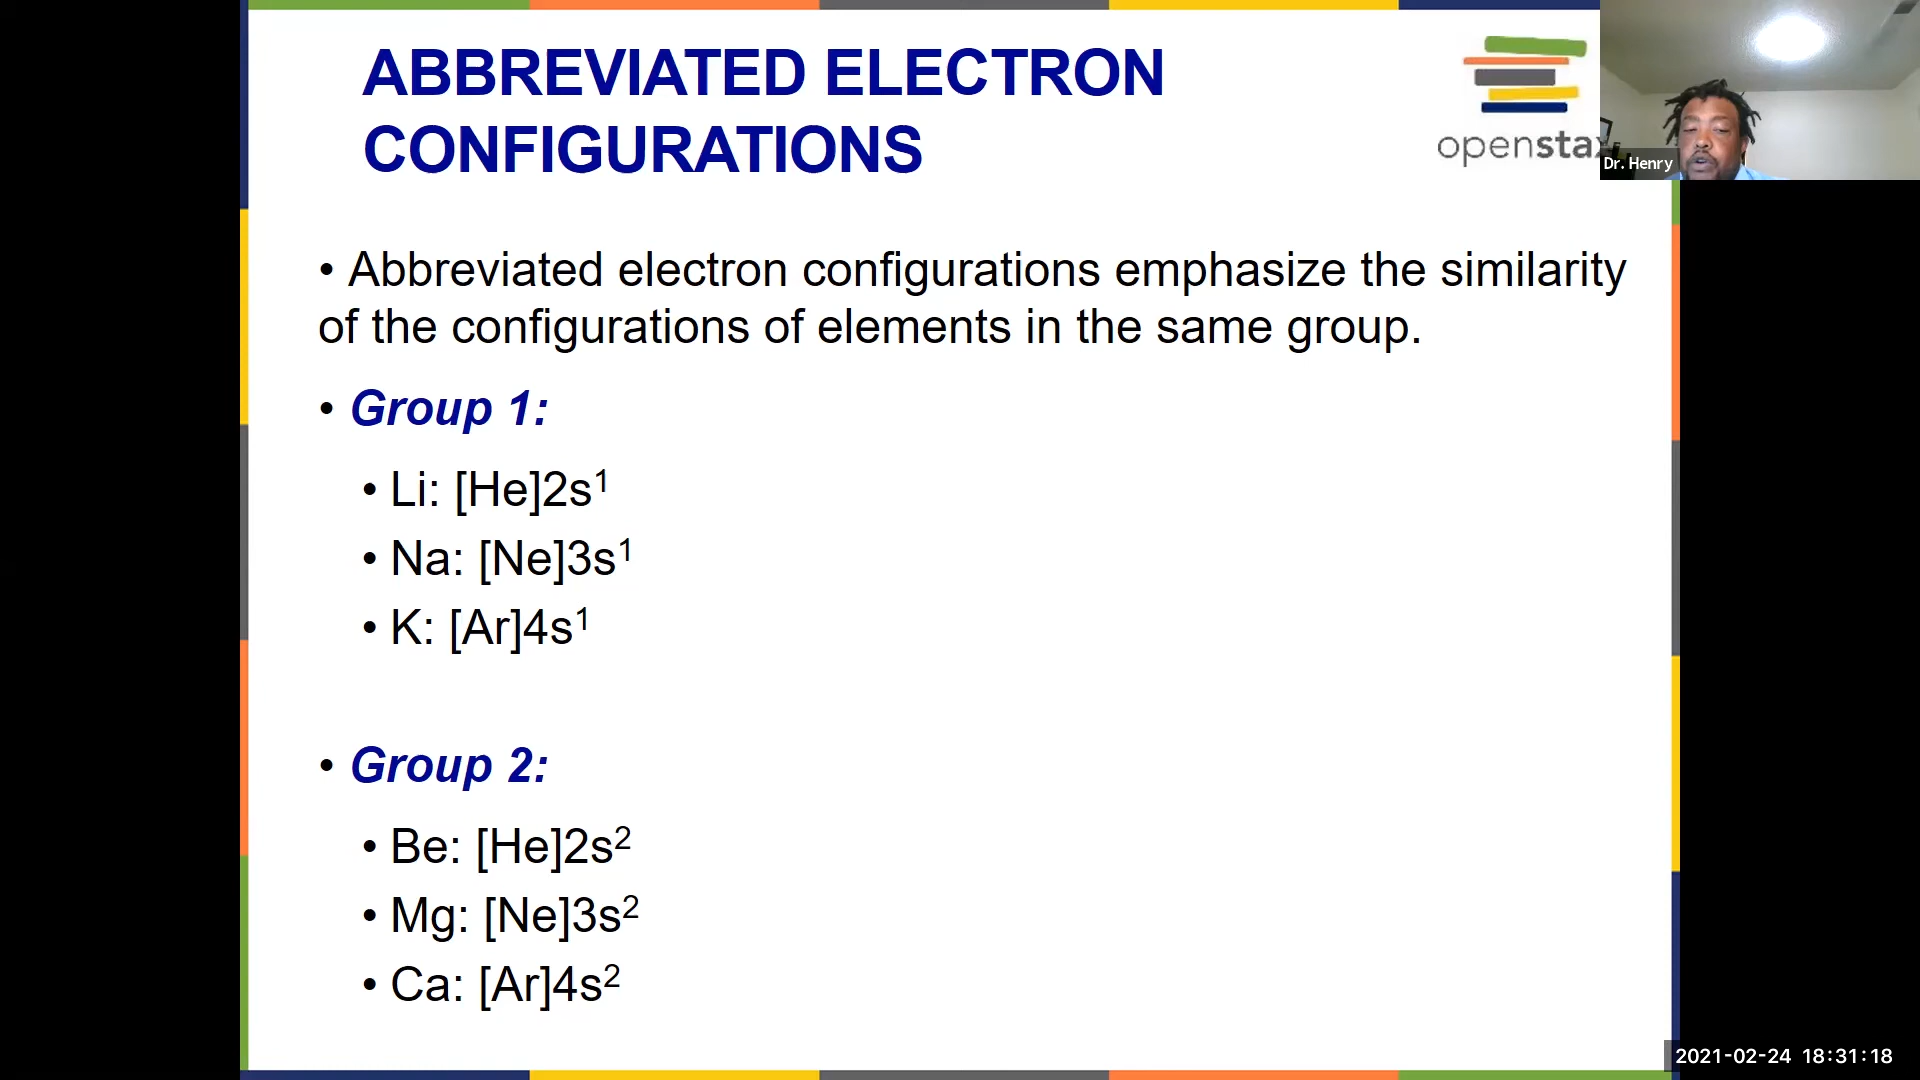 ABBREVIATED ELECTRON
CONFIGURATIONS
openstax
Dr. Henry
• Abbreviated electron configurations emphasize the similarity
of the configurations of elements in the same group.
• Group 1:
• Li: [He]2s¹
• Na: [Ne]3s¹
• K: [Ar]4s¹
• Group 2:
• Be: [He]2s²
• Mg: [Ne]3s²
• Ca: [Ar]4s²
2021-02-24 18:31:18